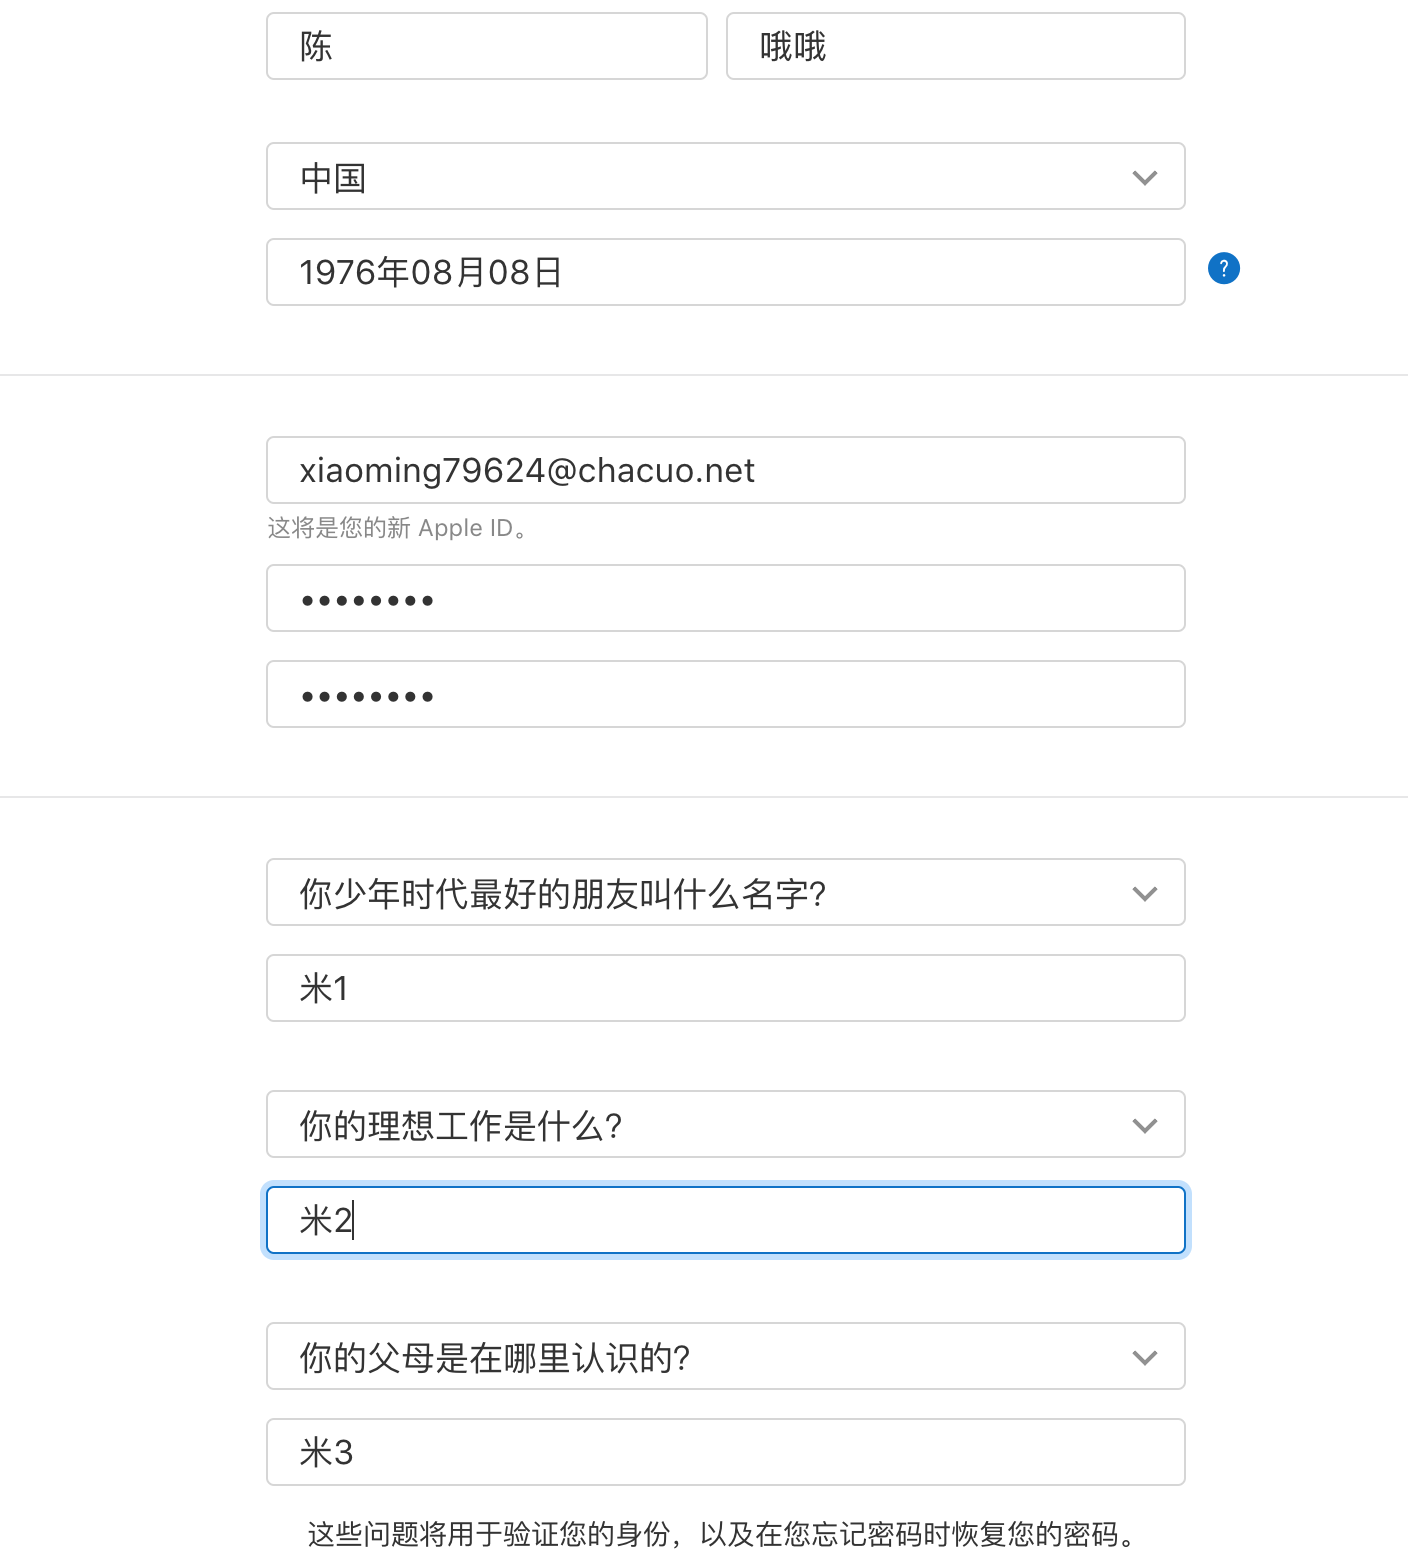 陈 哦哦
中国
1976年08月08日
?
xiaoming79624@chacuo.net
这将是您的新 Apple ID。
••••••••
••••••••
你少年时代最好的朋友叫什么名字?
米1
你的理想工作是什么?
米2
你的父母是在哪里认识的?
米3
这些问题将用于验证您的身份，以及在您忘记密码时恢复您的密码。